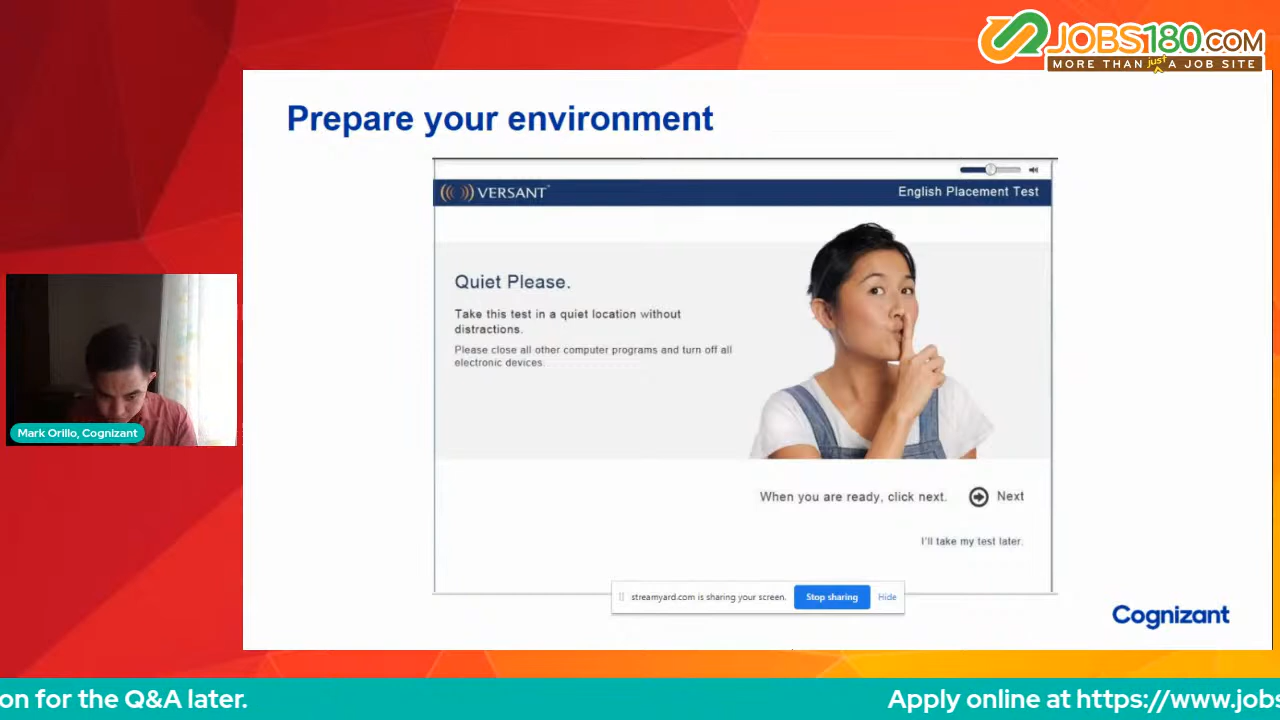 JOBS180.COM
MORE THAN just A JOB SITE
Prepare your environment
VERSANT
English Placement Test
Quiet Please.
Take this test in a quiet location without
distractions.
Please close all other computer programs and turn off all
electronic devices.
Mark Orillo, Cognizant
When you are ready, click next.
Next
I'll take my test later.
streamyard.com is sharing your screen.
Stop sharing
Hide
Cognizant
on for the Q&A later.
Apply online at https://www.jobs